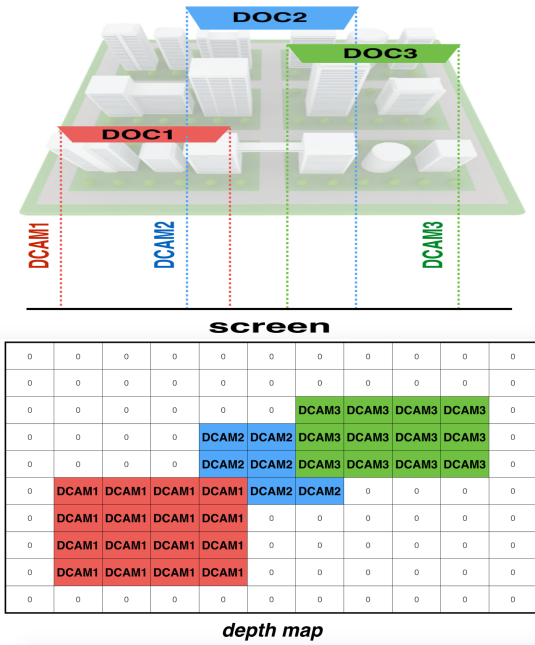 DOC2
DOC3
DOC1
DCAM1
DCAM2
DCAM3
screen
0 0 0 0 0 0 0 0 0 0 0
0 0 0 0 0 0 0 0 0 0 0
0 0 0 0 0 0 DCAM3 DCAM3 DCAM3 DCAM3 0
0 0 0 0 DCAM2 DCAM2 DCAM3 DCAM3 DCAM3 DCAM3 0
0 0 0 0 DCAM2 DCAM2 DCAM3 DCAM3 DCAM3 DCAM3 0
0 DCAM1 DCAM1 DCAM1 DCAM1 DCAM2 DCAM2 0 0 0 0
0 DCAM1 DCAM1 DCAM1 DCAM1 0 0 0 0 0 0
0 DCAM1 DCAM1 DCAM1 DCAM1 0 0 0 0 0 0
0 DCAM1 DCAM1 DCAM1 DCAM1 0 0 0 0 0 0
0 0 0 0 0 0 0 0 0 0 0
depth map